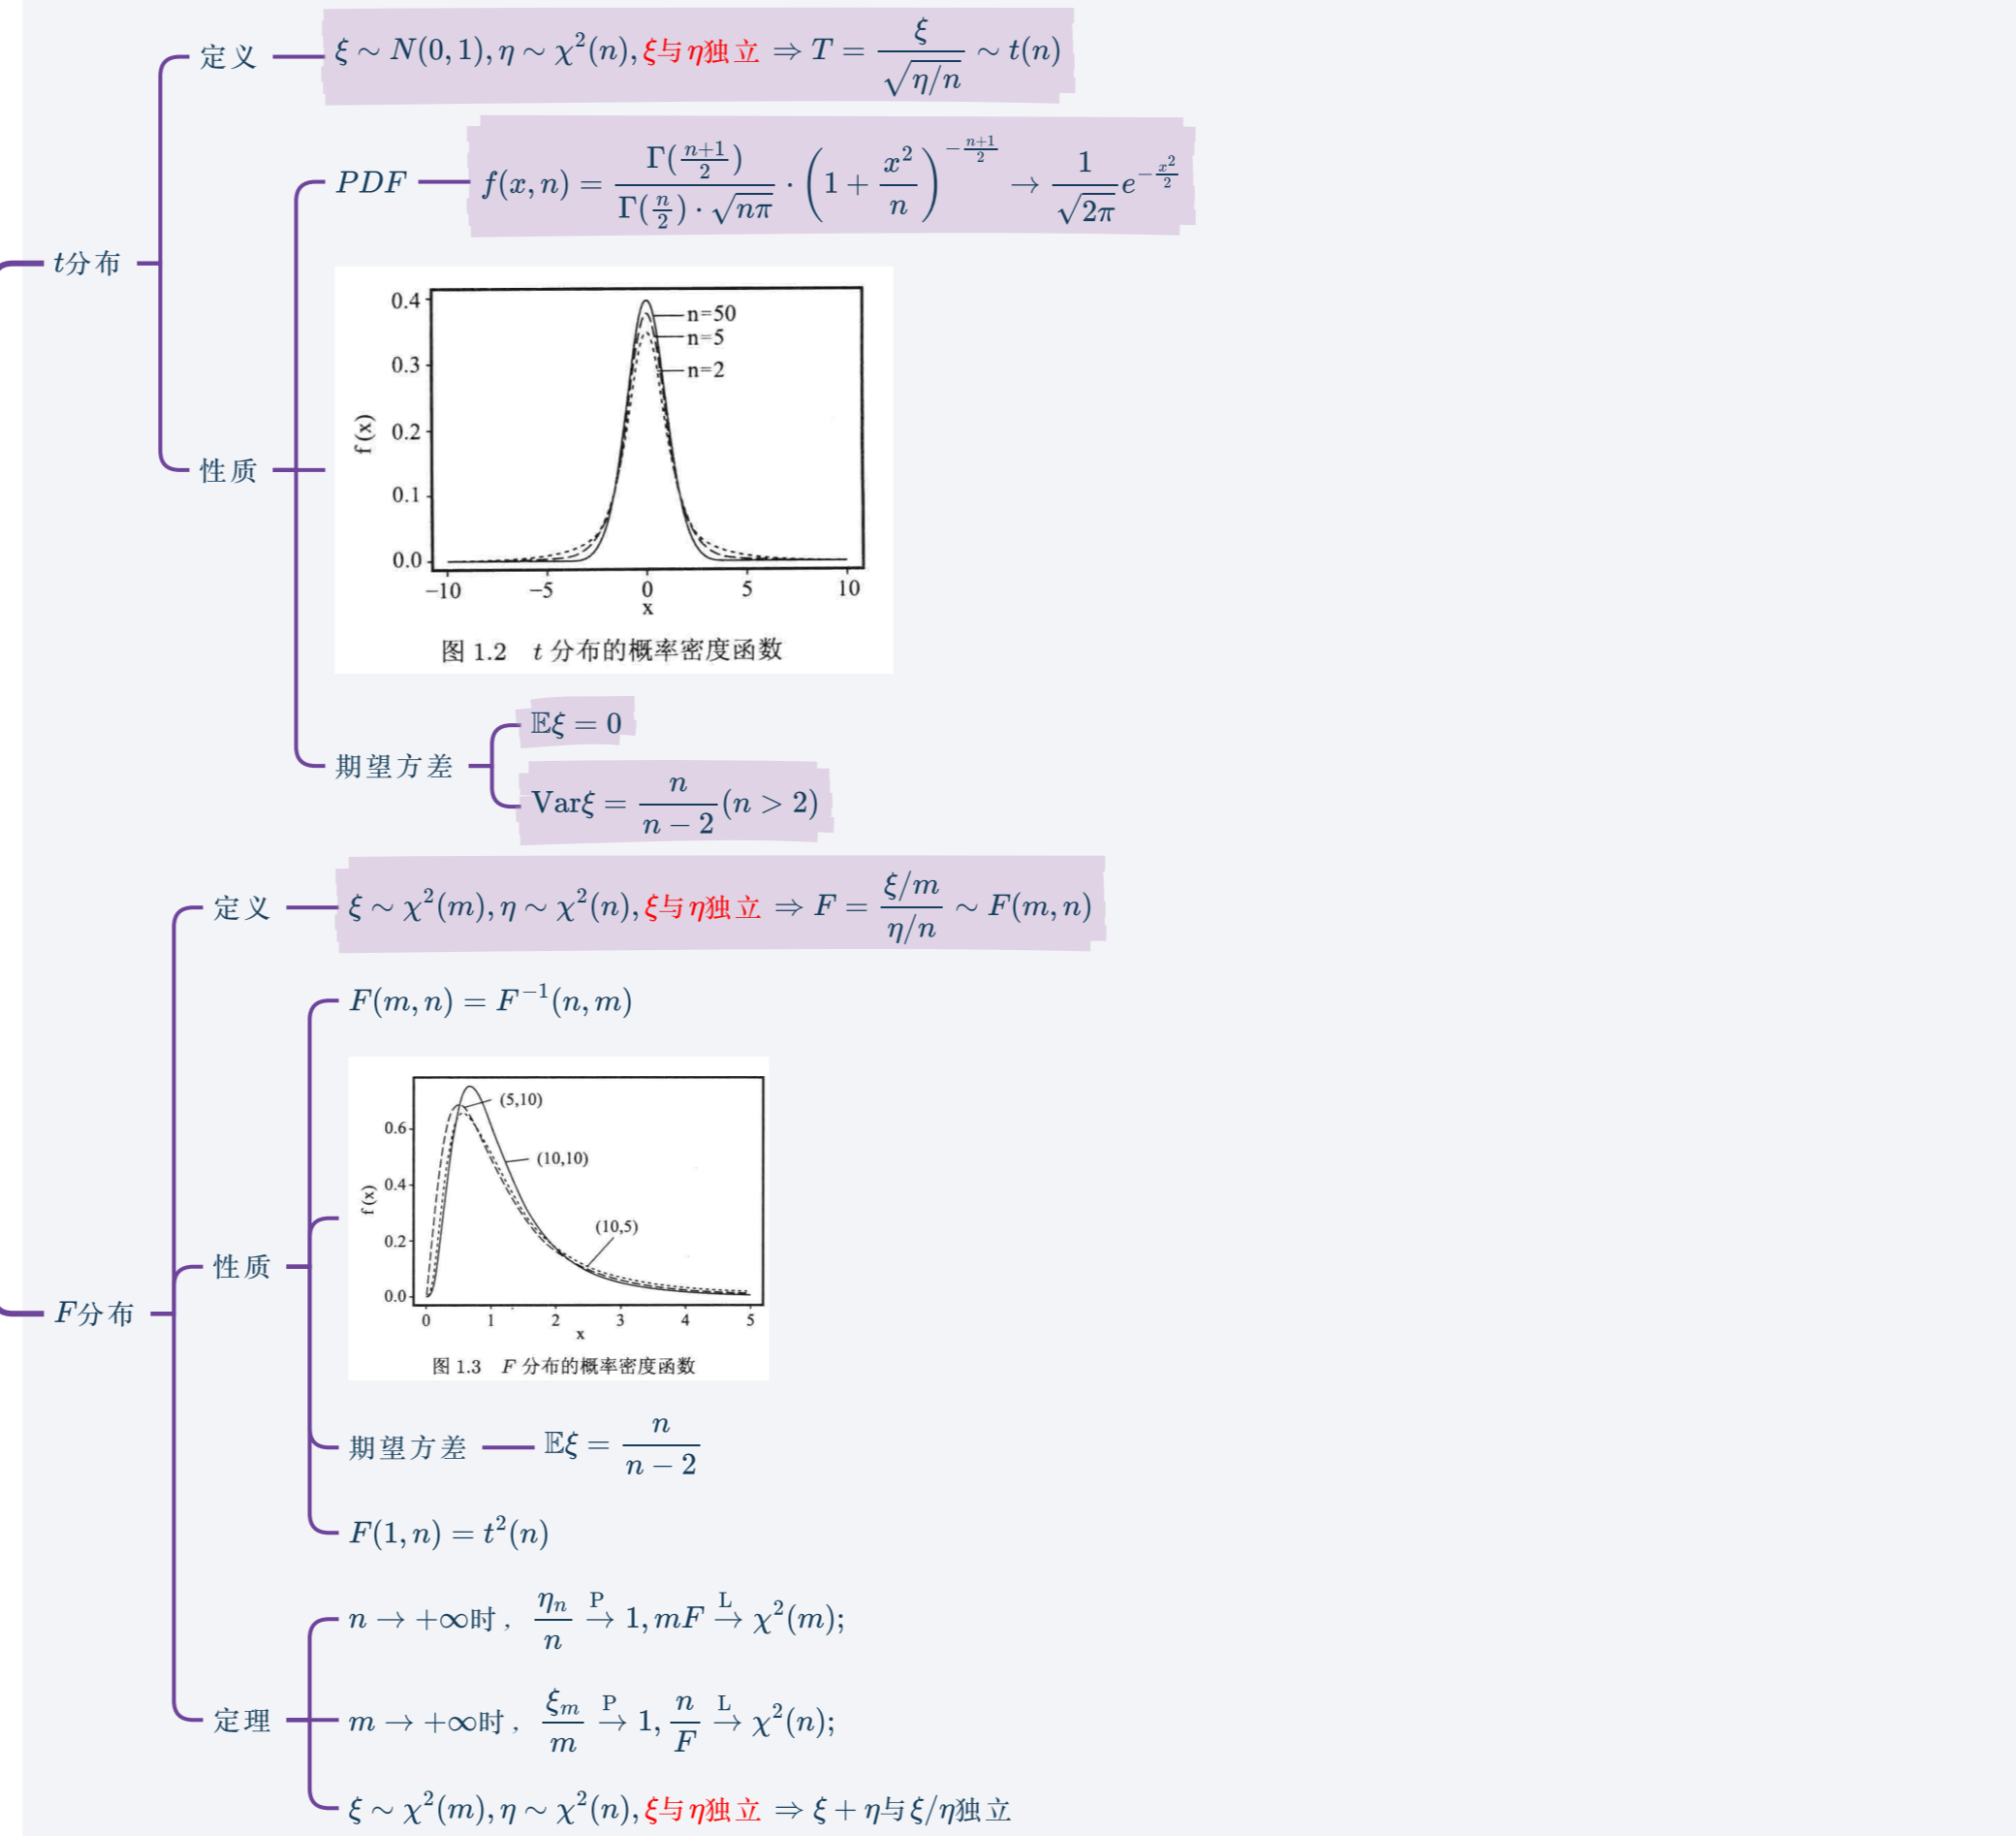 t分布
定义
ξ ∼ N(0, 1), η ∼ χ²(n), ξ与η独立 ⇒ T = ξ / √(η/n) ∼ t(n)
性质
PDF
f(x, n) = Γ((n+1)/2) / (Γ(n/2) · √(nπ)) · (1 + x²/n)^(−(n+1)/2) → 1/√(2π) e^(−x²/2)
0.4
0.3
0.2
0.1
0.0
f (x)
n=50
n=5
n=2
−10 −5 0 5 10
x
图 1.2 t 分布的概率密度函数
期望方差
𝔼ξ = 0
Varξ = n/(n − 2) (n > 2)
F分布
定义
ξ ∼ χ²(m), η ∼ χ²(n), ξ与η独立 ⇒ F = (ξ/m)/(η/n) ∼ F(m, n)
性质
F(m, n) = F⁻¹(n, m)
0.6
0.4
0.2
0.0
f (x)
(5,10)
(10,10)
(10,5)
0 1 2 3 4 5
x
图 1.3 F 分布的概率密度函数
期望方差
𝔼ξ = n/(n − 2)
F(1, n) = t²(n)
定理
n → +∞时, ηₙ/n →ᴾ 1, mF →ᴸ χ²(m);
m → +∞时, ξₘ/m →ᴾ 1, n/F →ᴸ χ²(n);
ξ ∼ χ²(m), η ∼ χ²(n), ξ与η独立 ⇒ ξ + η与ξ/η独立